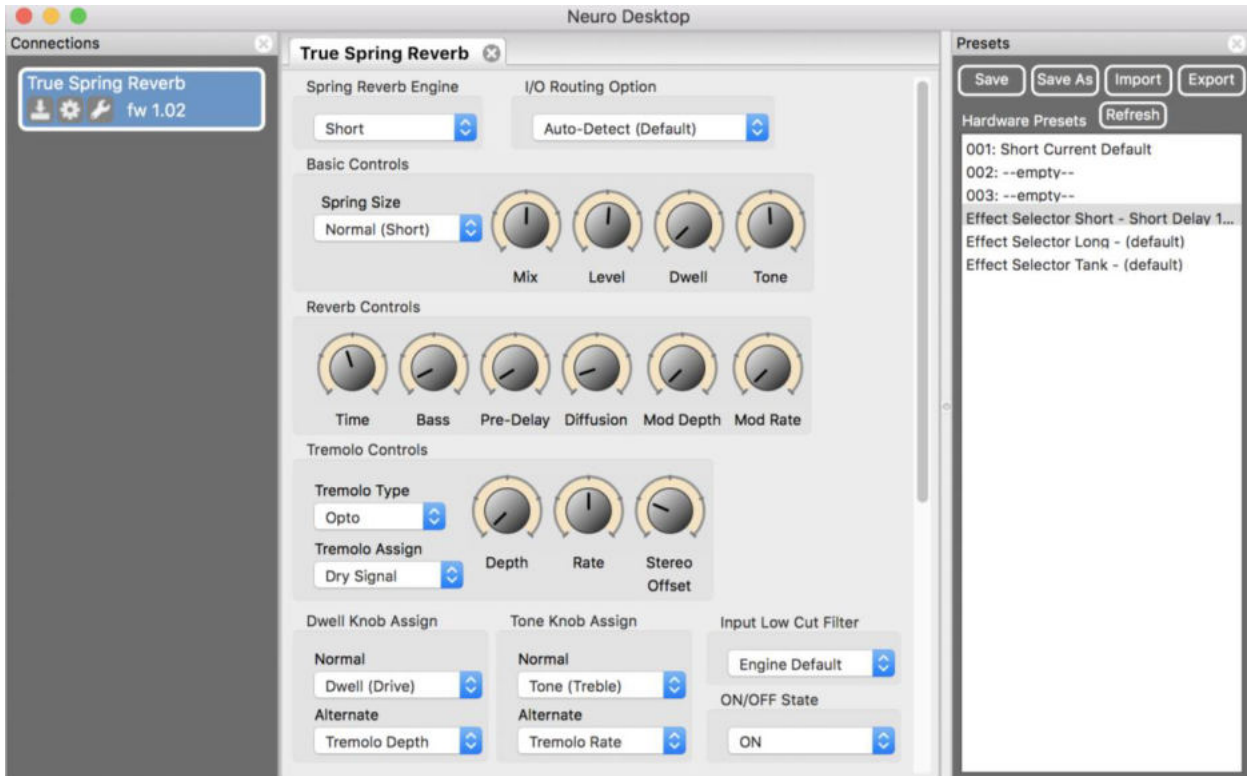 Neuro Desktop
Connections
True Spring Reverb
fw 1.02
True Spring Reverb
Spring Reverb Engine
I/O Routing Option
Short
Auto-Detect (Default)
Basic Controls
Spring Size
Normal (Short)
Mix Level Dwell Tone
Reverb Controls
Time Bass Pre-Delay Diffusion Mod Depth Mod Rate
Tremolo Controls
Tremolo Type
Opto
Tremolo Assign
Dry Signal
Depth Rate Stereo
Offset
Dwell Knob Assign
Normal
Dwell (Drive)
Alternate
Tremolo Depth
Tone Knob Assign
Normal
Tone (Treble)
Alternate
Tremolo Rate
Input Low Cut Filter
Engine Default
ON/OFF State
ON
Presets
Save Save As Import Export
Hardware Presets Refresh
001: Short Current Default
002: --empty--
003: --empty--
Effect Selector Short - Short Delay 1...
Effect Selector Long - (default)
Effect Selector Tank - (default)